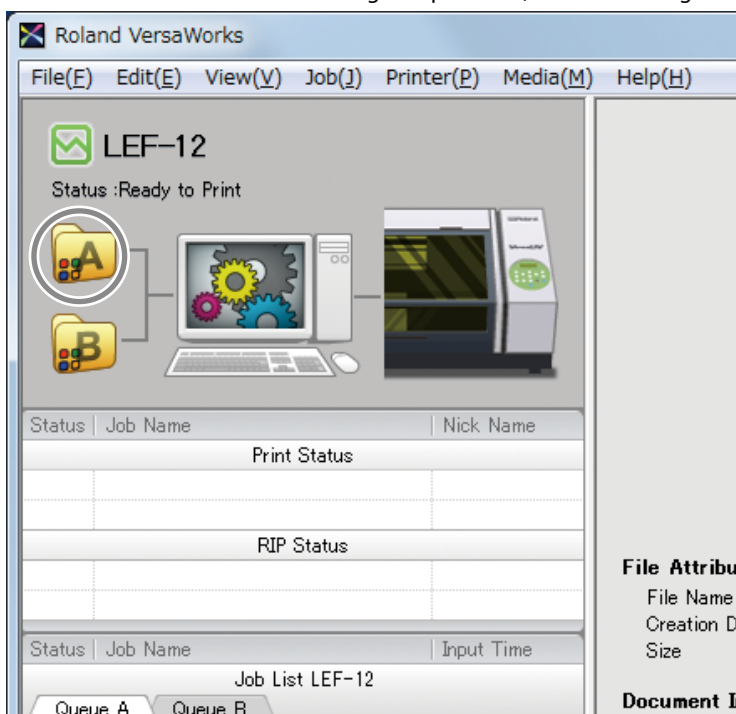 Roland VersaWorks
File(F) Edit(E) View(V) Job(J) Printer(P) Media(M) Help(H)
LEF-12
Status :Ready to Print
A
B
Status Job Name Nick Name
Print Status
RIP Status
File Attribu
File Name
Creation D
Size
Status Job Name Input Time
Job List LEF-12
Queue A Queue B
Document I